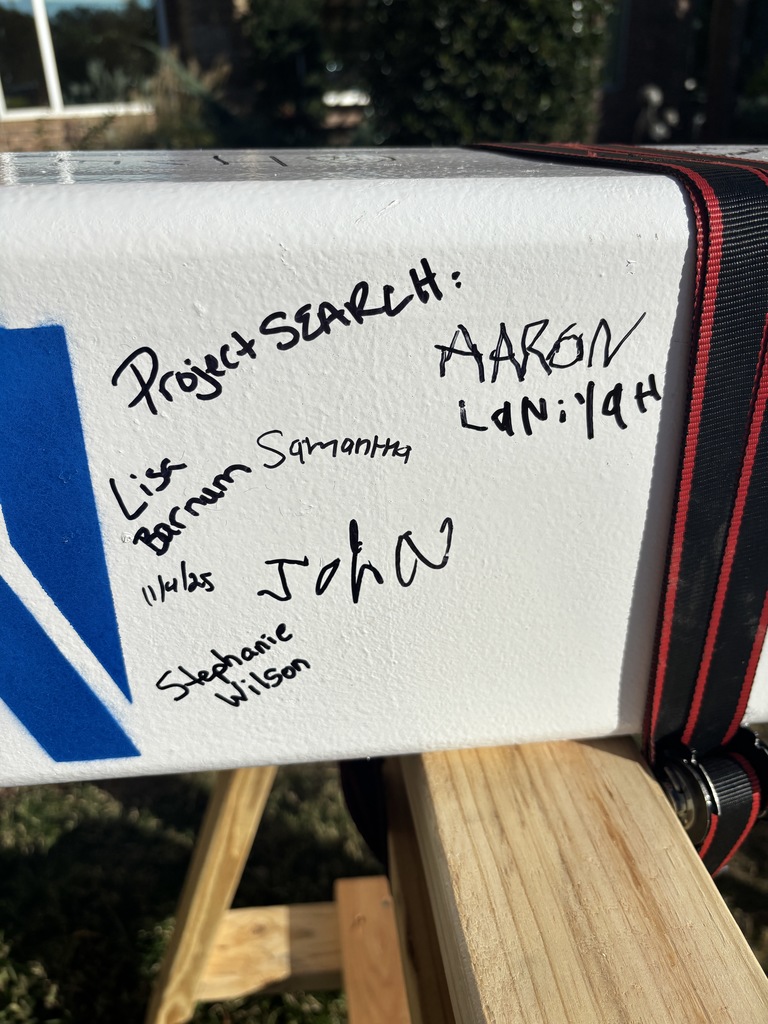 Project SEARCH:
AARON
LaNiyah
Lisa
Barnum
Samantha
11/4/25
JohN
Stephanie
Wilson